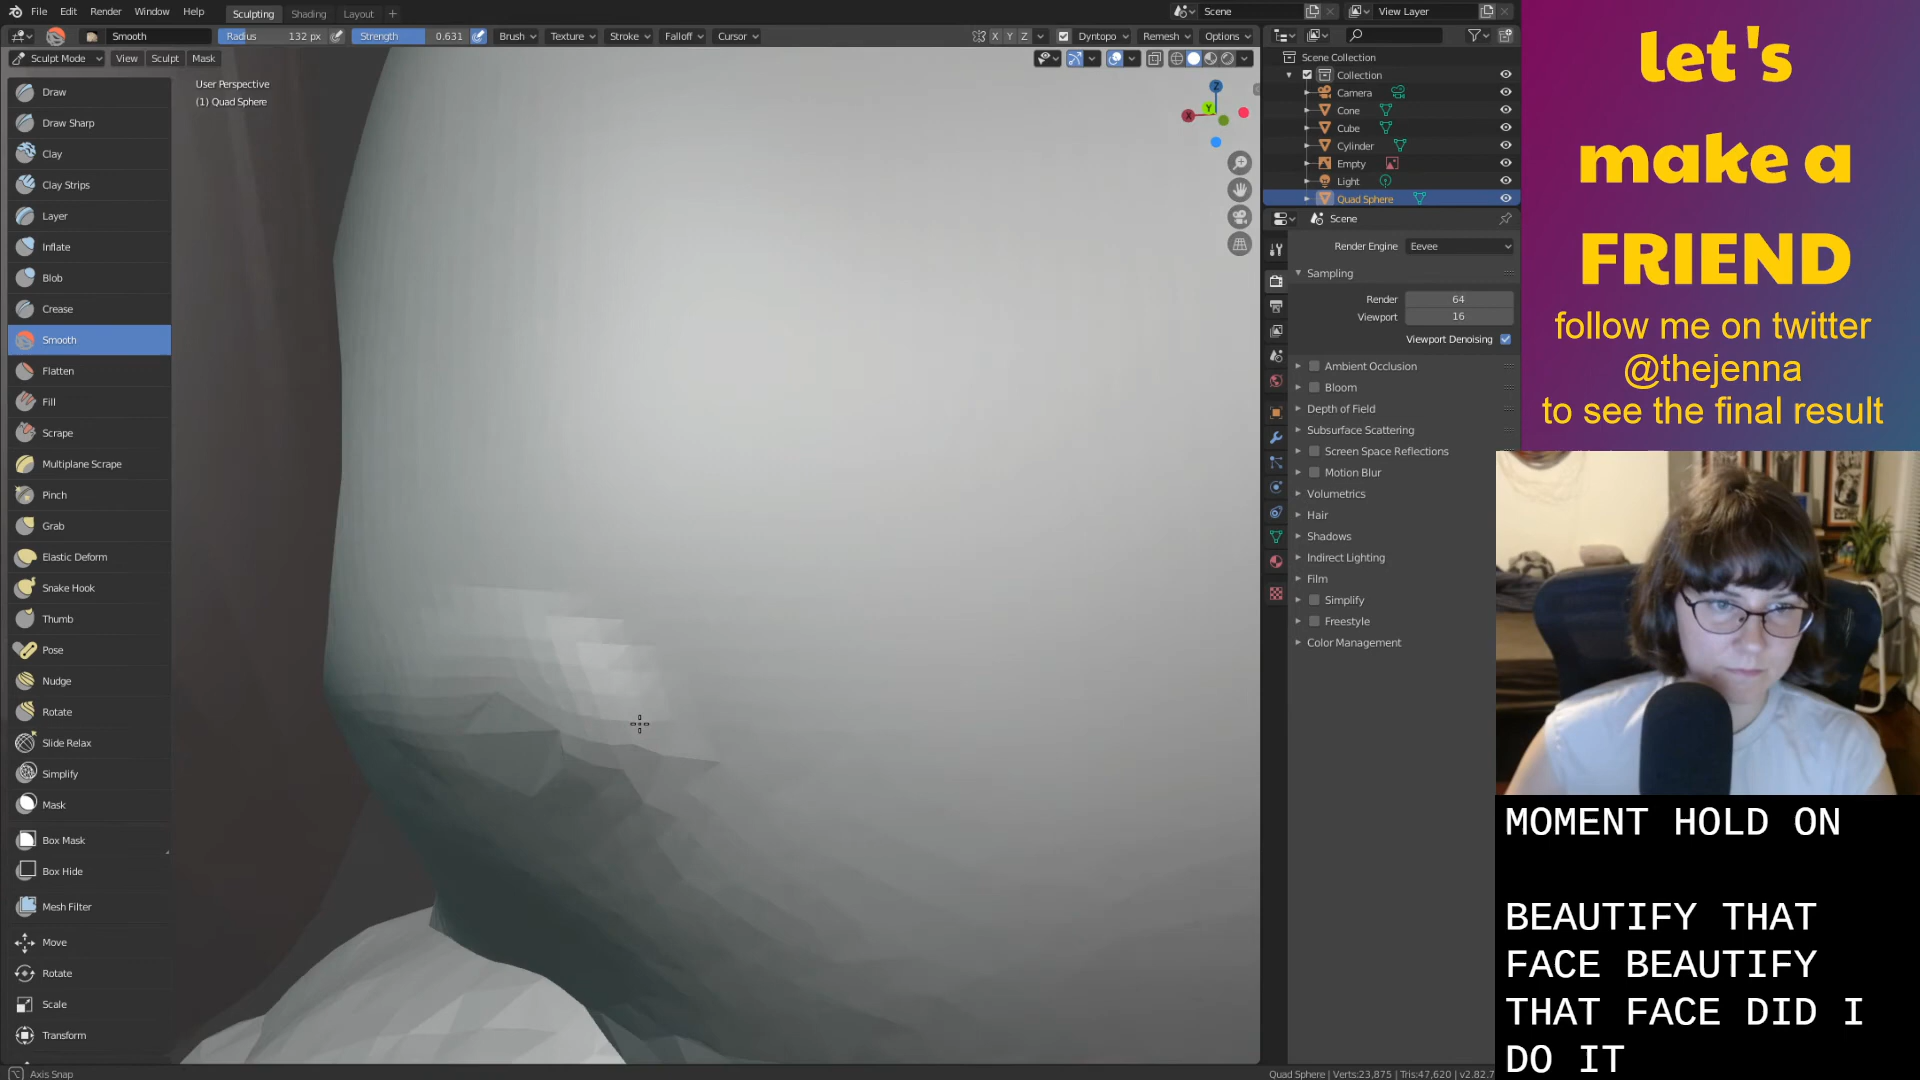 File Edit Render Window Help
Sculpting Shading Layout +
Scene
View Layer
Smooth Radius 132 px Strength 0.631 Brush Texture Stroke Falloff Cursor X Y Z Dyntopo Remesh Options
Sculpt Mode View Sculpt Mask
User Perspective
(1) Quad Sphere
Draw
Draw Sharp
Clay
Clay Strips
Layer
Inflate
Blob
Crease
Smooth
Flatten
Fill
Scrape
Multiplane Scrape
Pinch
Grab
Elastic Deform
Snake Hook
Thumb
Pose
Nudge
Rotate
Slide Relax
Simplify
Mask
Box Mask
Box Hide
Mesh Filter
Move
Rotate
Scale
Transform
Axis Snap
Z
Y
X
Scene Collection
Collection
Camera
Cone
Cube
Cylinder
Empty
Light
Quad Sphere
Scene
Render Engine Eevee
Sampling
Render 64
Viewport 16
Viewport Denoising
Ambient Occlusion
Bloom
Depth of Field
Subsurface Scattering
Screen Space Reflections
Motion Blur
Volumetrics
Hair
Shadows
Indirect Lighting
Film
Simplify
Freestyle
Color Management
Quad Sphere | Verts:23,875 | Tris:47,620 | v2.82.7
let's
make a
FRIEND
follow me on twitter
@thejenna
to see the final result
MOMENT HOLD ON
BEAUTIFY THAT
FACE BEAUTIFY
THAT FACE DID I
DO IT